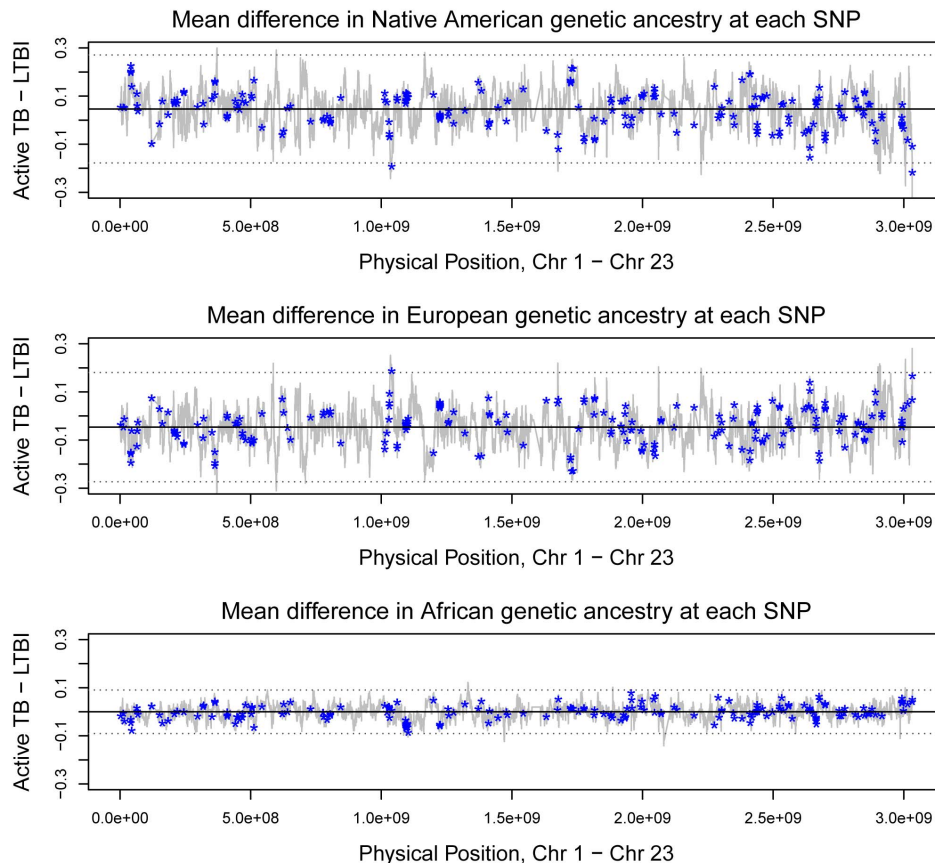 Mean difference in Native American genetic ancestry at each SNP
Active TB − LTBI
0.3
0.1
−0.1
−0.3
0.0e+00 5.0e+08 1.0e+09 1.5e+09 2.0e+09 2.5e+09 3.0e+09
Physical Position, Chr 1 − Chr 23
Mean difference in European genetic ancestry at each SNP
Active TB − LTBI
0.3
0.1
−0.1
−0.3
0.0e+00 5.0e+08 1.0e+09 1.5e+09 2.0e+09 2.5e+09 3.0e+09
Physical Position, Chr 1 − Chr 23
Mean difference in African genetic ancestry at each SNP
Active TB − LTBI
0.3
0.1
−0.1
−0.3
0.0e+00 5.0e+08 1.0e+09 1.5e+09 2.0e+09 2.5e+09 3.0e+09
Physical Position, Chr 1 − Chr 23